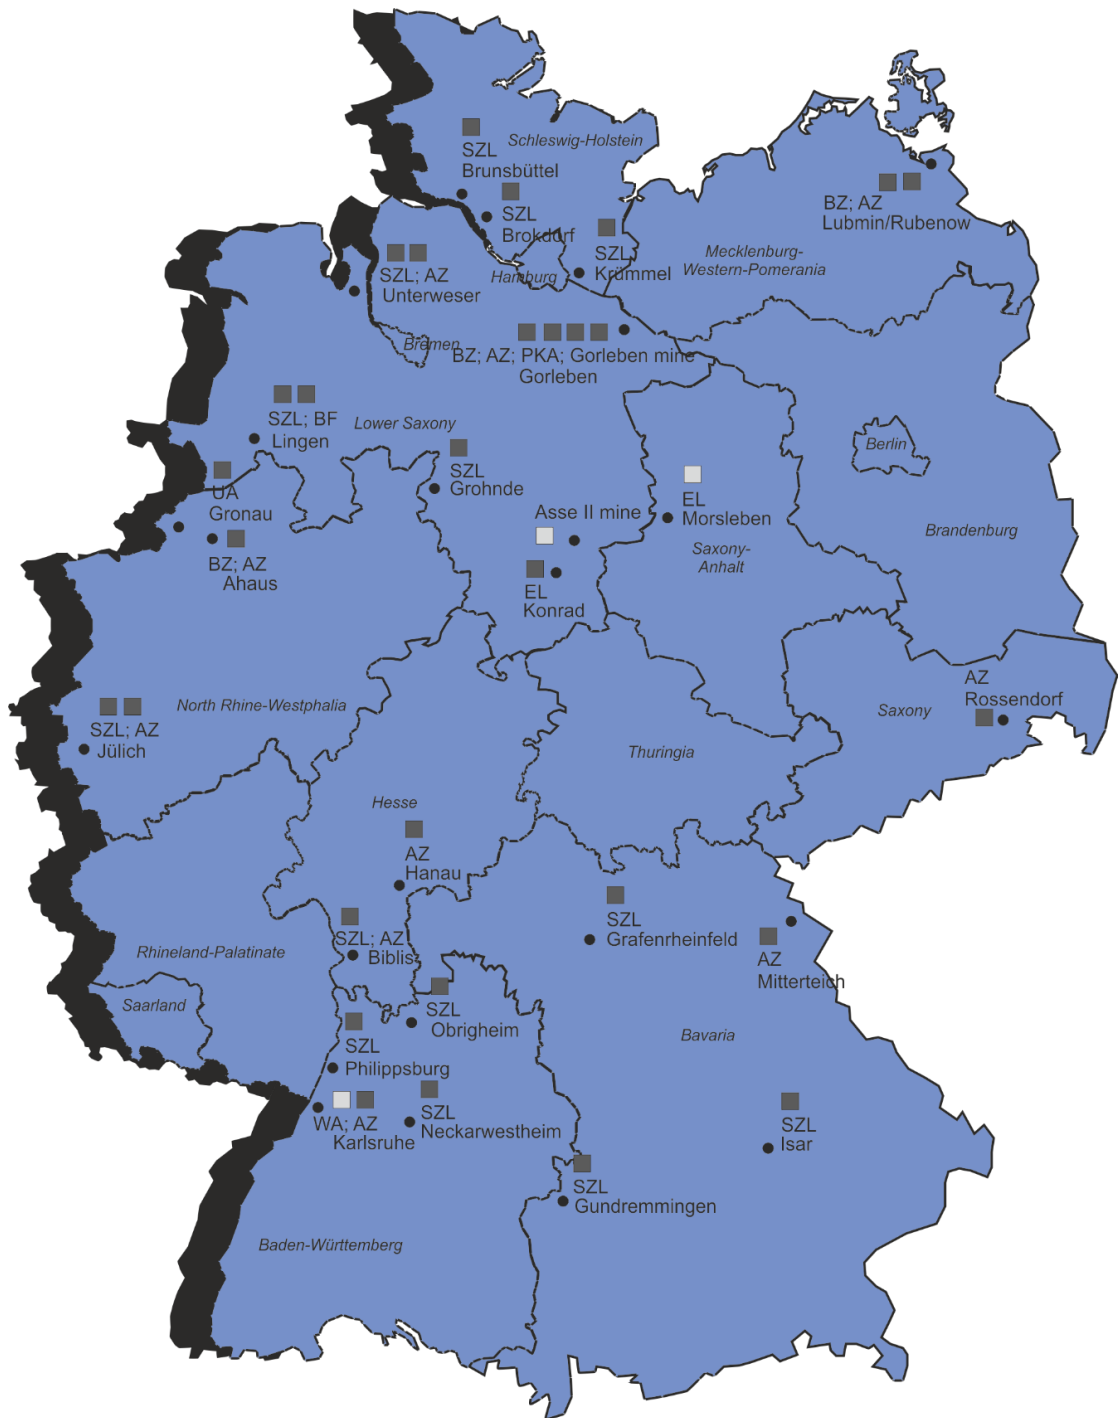 Schleswig-Holstein
SZL
Brunsbüttel
SZL
Brokdorf
BZ; AZ
Lubmin/Rubenow
SZL
Krümmel
Mecklenburg-
Western-Pomerania
Hamburg
SZL; AZ
Unterweser
Bremen
BZ; AZ; PKA; Gorleben mine
Gorleben
SZL; BF
Lingen
Lower Saxony
SZL
Grohnde
Berlin
UA
Gronau
EL
Morsleben
Asse II mine
Brandenburg
Saxony-
Anhalt
BZ; AZ
Ahaus
EL
Konrad
AZ
Rossendorf
North Rhine-Westphalia
Saxony
SZL; AZ
Jülich
Thuringia
Hesse
AZ
Hanau
SZL
Grafenrheinfeld
SZL; AZ
Biblis
Rhineland-Palatinate
AZ
Mitterteich
Saarland
SZL
Obrigheim
Bavaria
SZL
Philippsburg
WA; AZ
Karlsruhe
SZL
Neckarwestheim
SZL
Isar
SZL
Gundremmingen
Baden-Württemberg